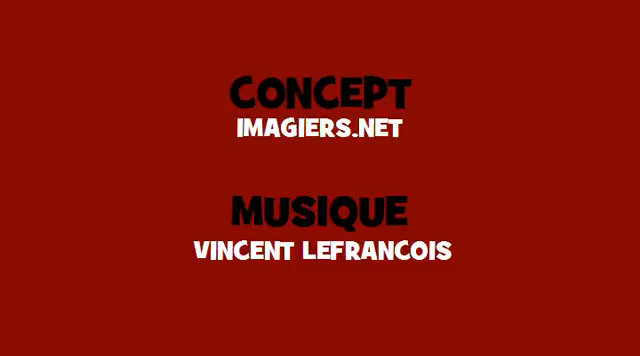 CONCEPT
IMAGIERS.NET
MUSIQUE
VINCENT LEFRANCOIS